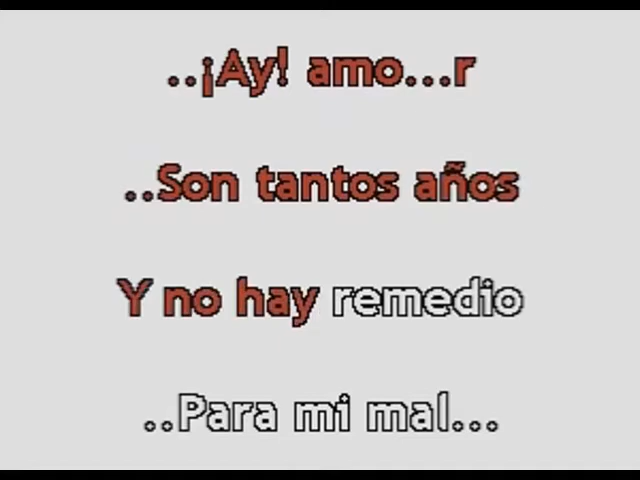 ..¡Ay! amo...r
..Son tantos años
Y no hay remedio
..Para mi mal...